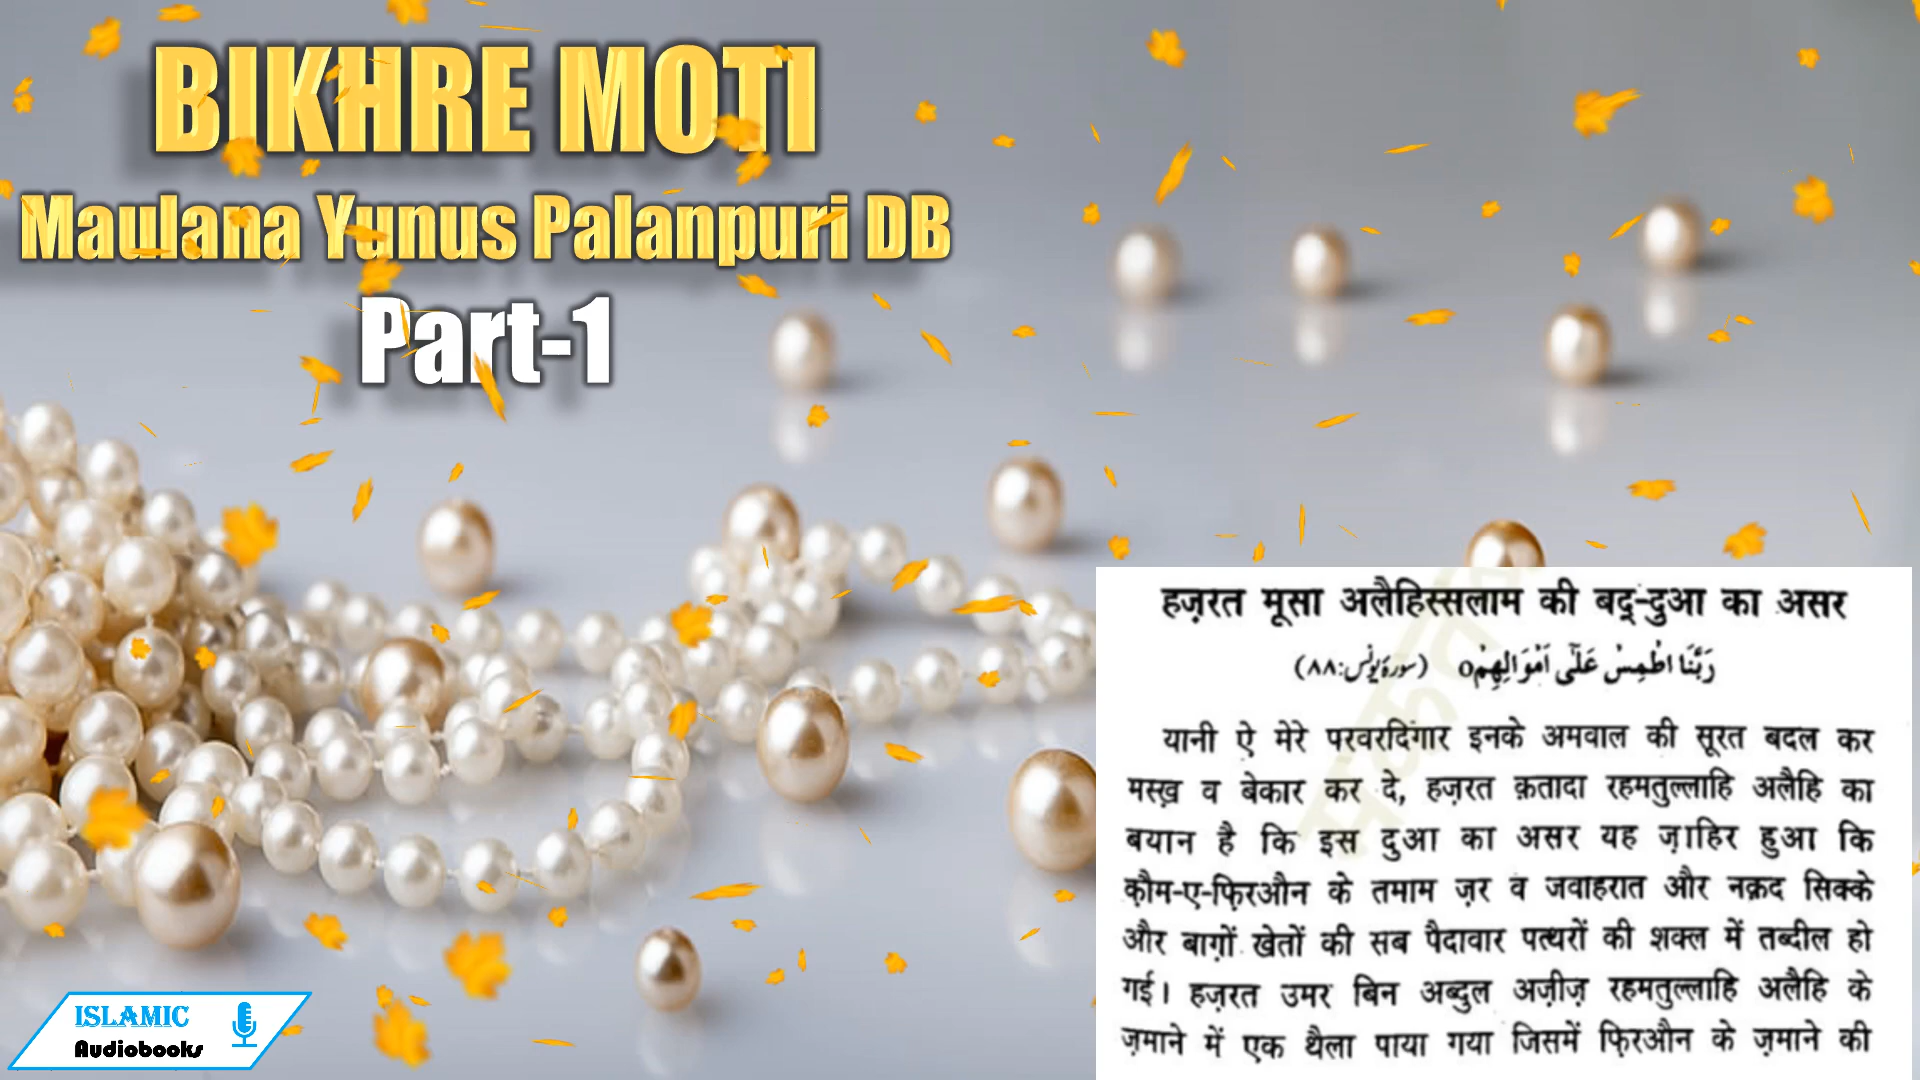 BIKHRE MOTI
Maulana Yunus Palanpuri DB
Part-1
हज़रत मूसा अलैहिस्सलाम की बद्-दुआ का असर
رَبَّنَا اطْمِسْ عَلٰٓى اَمْوَالِهِمْ0 (سورۂ یونس:٨٨)
यानी ऐ मेरे परवरदिगार इनके अमवाल की सूरत बदल कर
मस्ख़ व बेकार कर दे, हज़रत क़तादा रहमतुल्लाहि अलैहि का
बयान है कि इस दुआ का असर यह ज़ाहिर हुआ कि
क़ौम-ए-फ़िरऔन के तमाम ज़र व जवाहरात और नक़द सिक्के
और बाग़ों खेतों की सब पैदावार पत्थरों की शक्ल में तब्दील हो
गई। हज़रत उमर बिन अब्दुल अज़ीज़ रहमतुल्लाहि अलैहि के
ज़माने में एक थैला पाया गया जिसमें फ़िरऔन के ज़माने की
ISLAMIC
Audiobooks